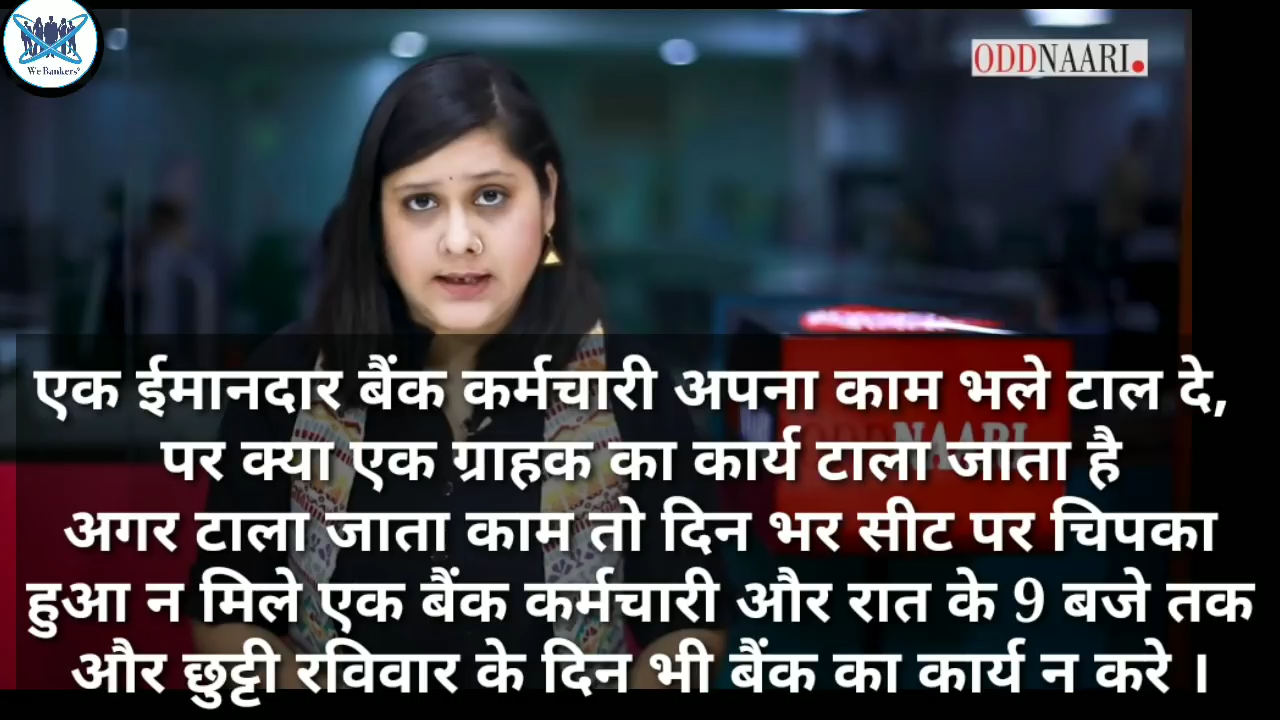 We Bankers
ODDNAARI.
एक ईमानदार बैंक कर्मचारी अपना काम भले टाल दे,
पर क्या एक ग्राहक का कार्य टाला जाता है
अगर टाला जाता काम तो दिन भर सीट पर चिपका
हुआ न मिले एक बैंक कर्मचारी और रात के 9 बजे तक
और छुट्टी रविवार के दिन भी बैंक का कार्य न करे ।
ODDNAARI